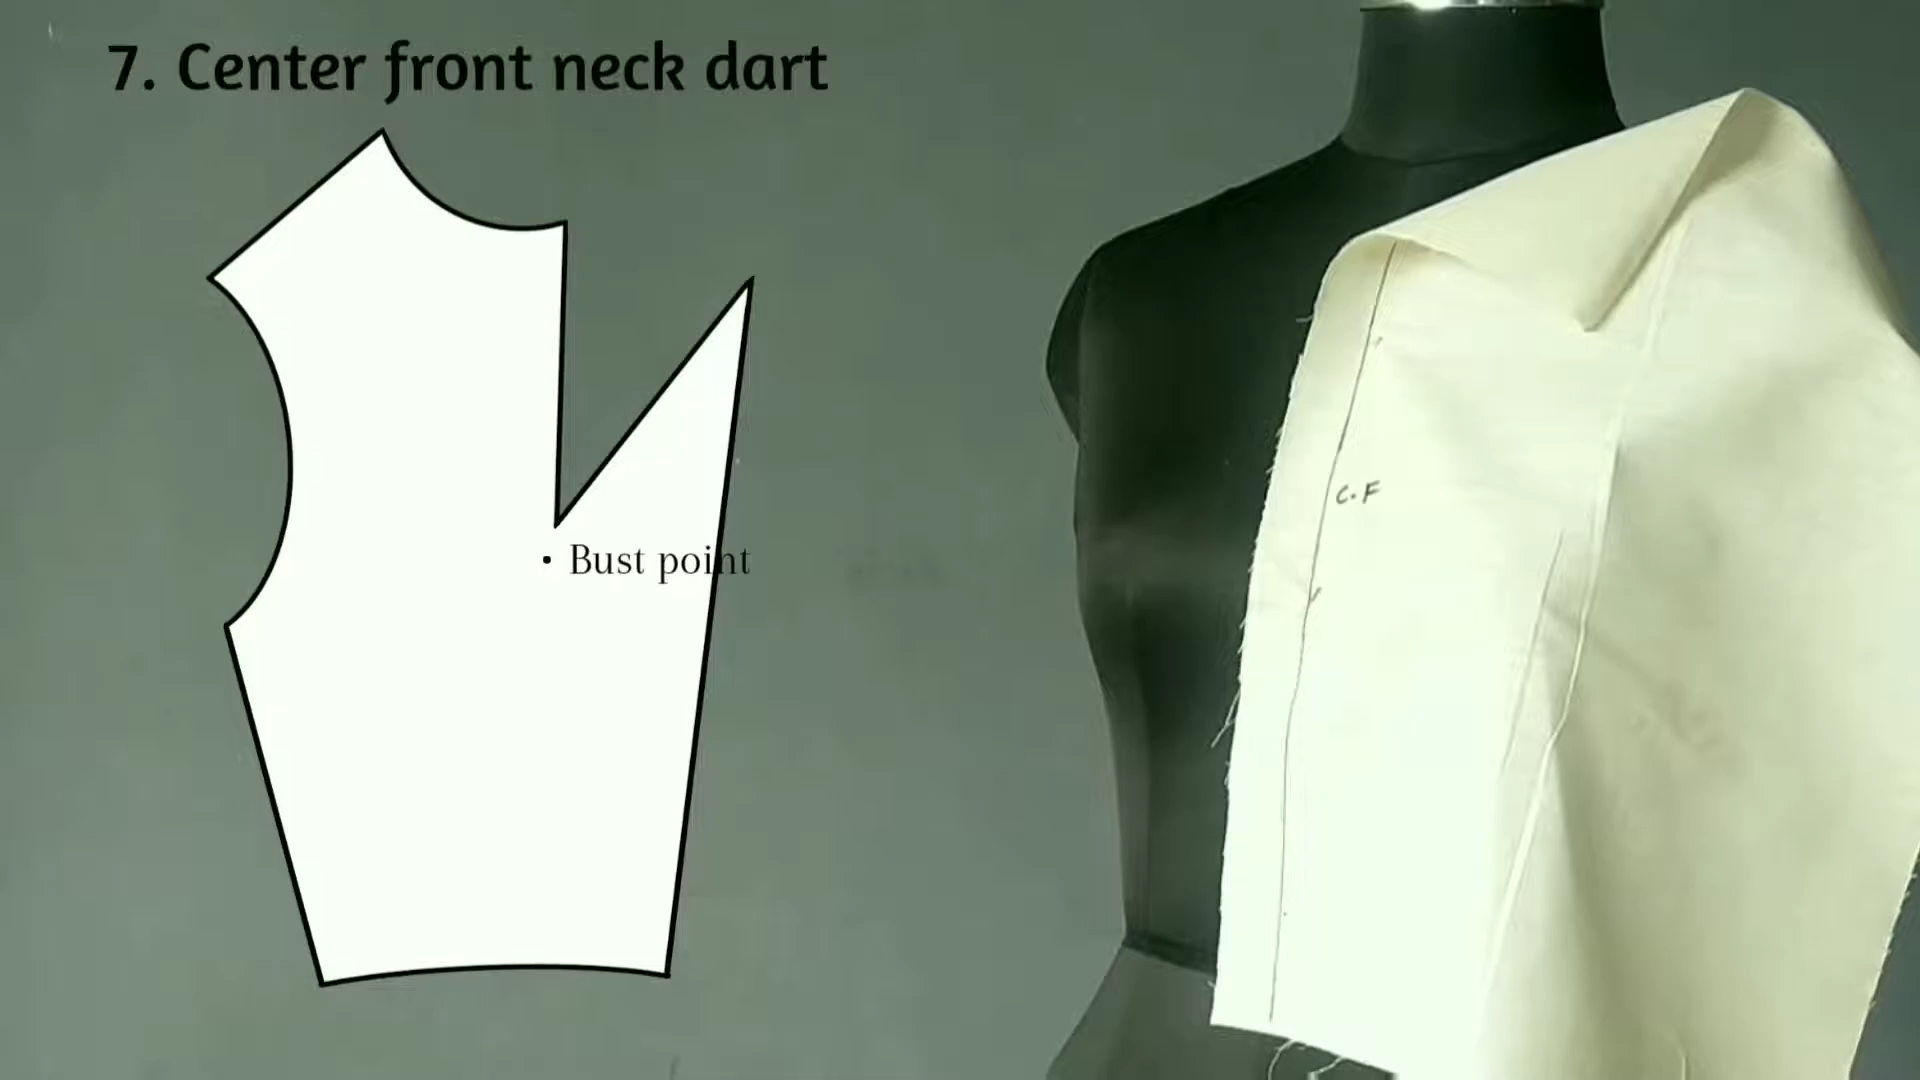 7. Center front neck dart
• Bust point
C.F